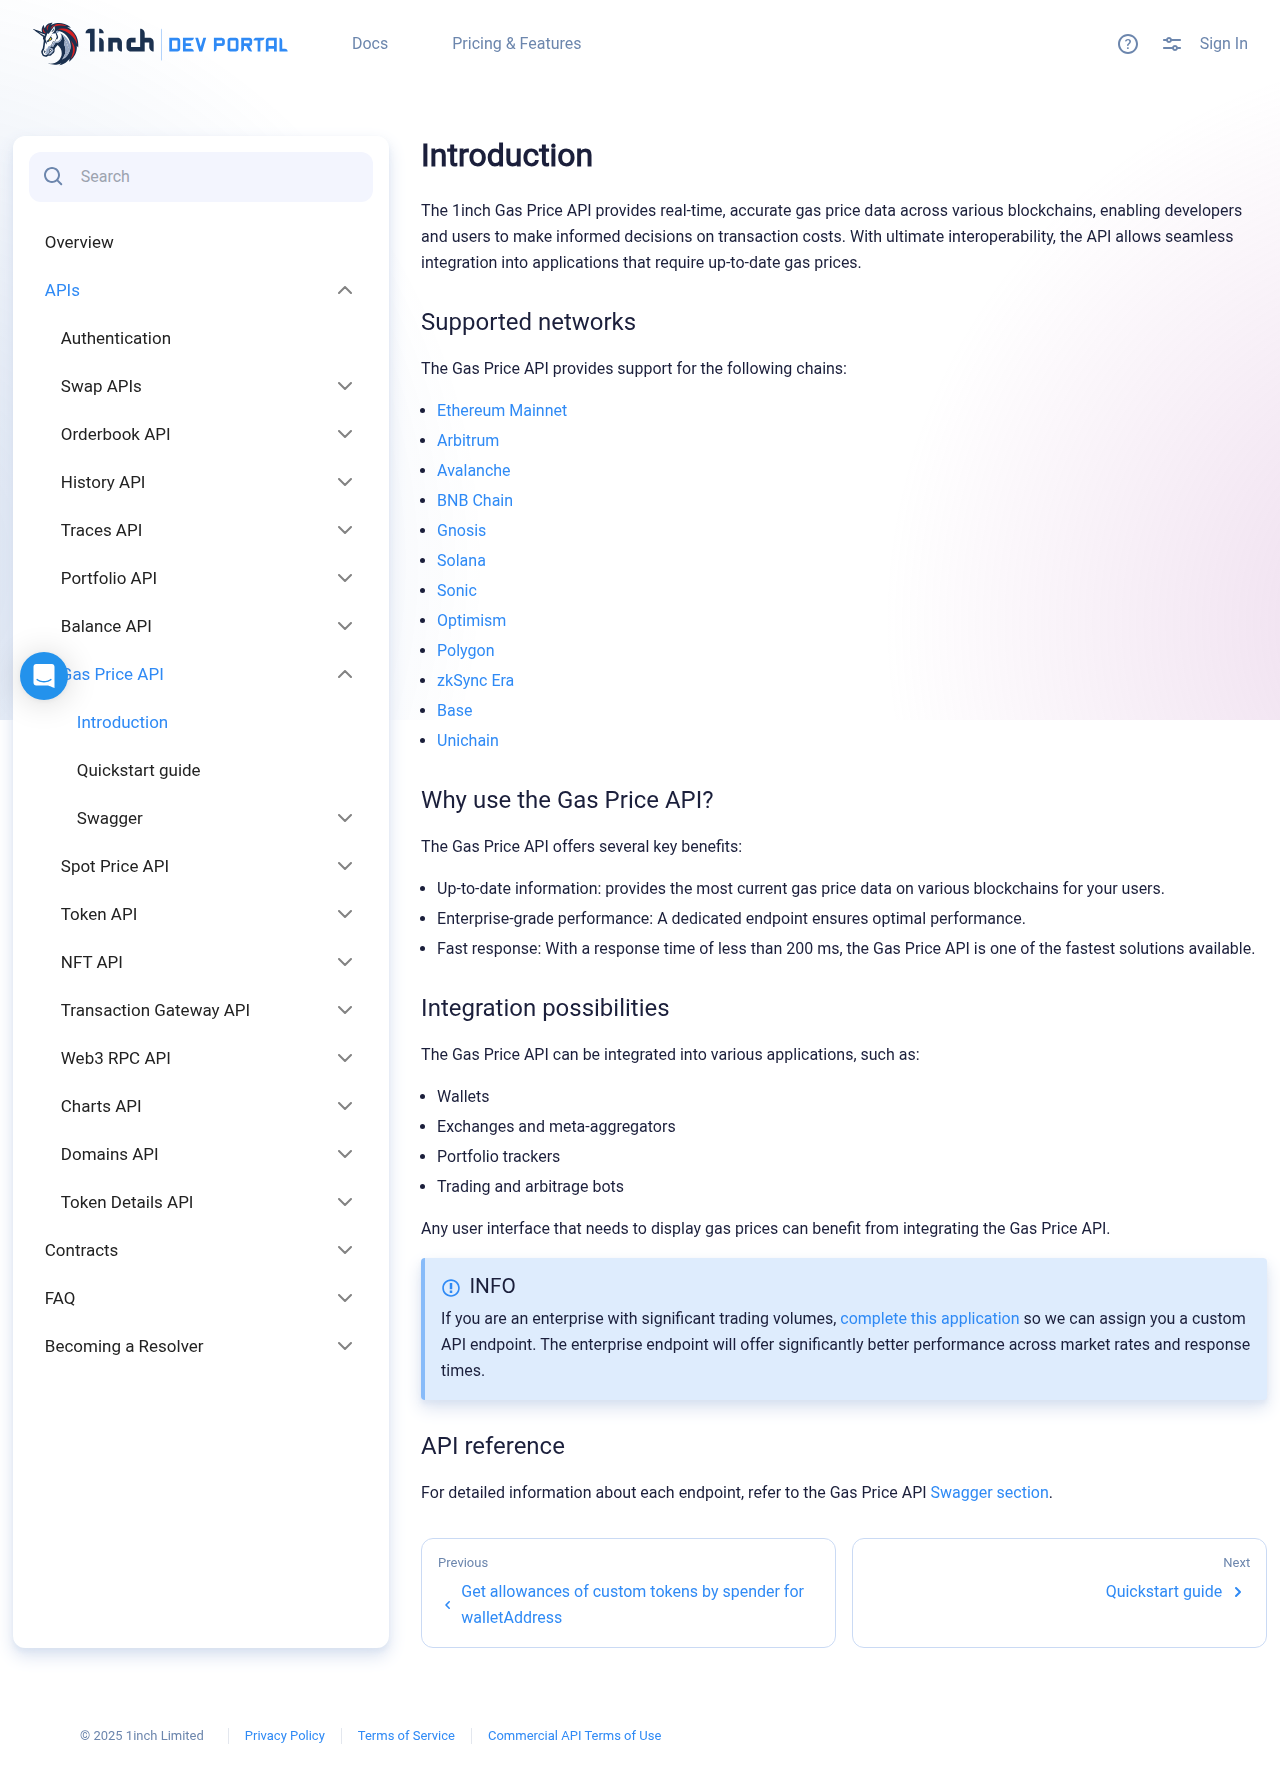 1inch DEV PORTAL
Docs
Pricing & Features
Sign In
Search
Overview
APIs
Authentication
Swap APIs
Orderbook API
History API
Traces API
Portfolio API
Balance API
Gas Price API
Introduction
Quickstart guide
Swagger
Spot Price API
Token API
NFT API
Transaction Gateway API
Web3 RPC API
Charts API
Domains API
Token Details API
Contracts
FAQ
Becoming a Resolver
Introduction
The 1inch Gas Price API provides real-time, accurate gas price data across various blockchains, enabling developers
and users to make informed decisions on transaction costs. With ultimate interoperability, the API allows seamless
integration into applications that require up-to-date gas prices.
Supported networks
The Gas Price API provides support for the following chains:
Ethereum Mainnet
Arbitrum
Avalanche
BNB Chain
Gnosis
Solana
Sonic
Optimism
Polygon
zkSync Era
Base
Unichain
Why use the Gas Price API?
The Gas Price API offers several key benefits:
Up-to-date information: provides the most current gas price data on various blockchains for your users.
Enterprise-grade performance: A dedicated endpoint ensures optimal performance.
Fast response: With a response time of less than 200 ms, the Gas Price API is one of the fastest solutions available.
Integration possibilities
The Gas Price API can be integrated into various applications, such as:
Wallets
Exchanges and meta-aggregators
Portfolio trackers
Trading and arbitrage bots
Any user interface that needs to display gas prices can benefit from integrating the Gas Price API.
INFO
If you are an enterprise with significant trading volumes, complete this application so we can assign you a custom
API endpoint. The enterprise endpoint will offer significantly better performance across market rates and response
times.
API reference
For detailed information about each endpoint, refer to the Gas Price API Swagger section.
Previous
Get allowances of custom tokens by spender for
walletAddress
Next
Quickstart guide
© 2025 1inch Limited
Privacy Policy
Terms of Service
Commercial API Terms of Use